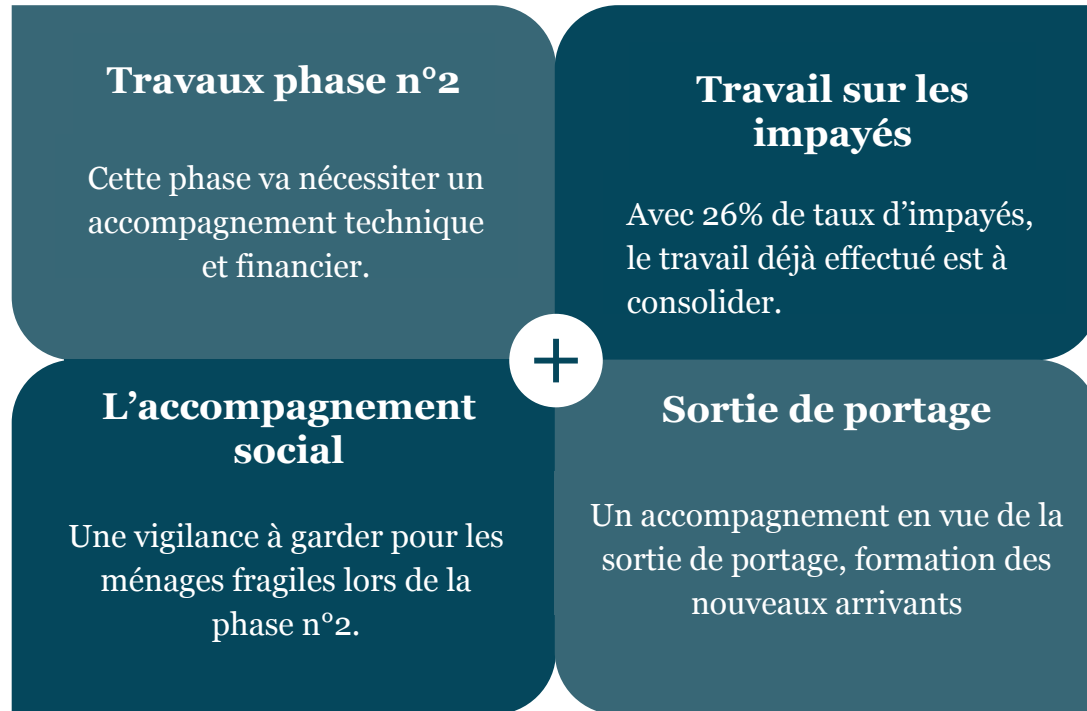 Travaux phase n°2
Cette phase va nécessiter un
accompagnement technique
et financier.
Travail sur les
impayés
Avec 26% de taux d’impayés,
le travail déjà effectué est à
consolider.
L’accompagnement
social
Une vigilance à garder pour les
ménages fragiles lors de la
phase n°2.
Sortie de portage
Un accompagnement en vue de la
sortie de portage, formation des
nouveaux arrivants